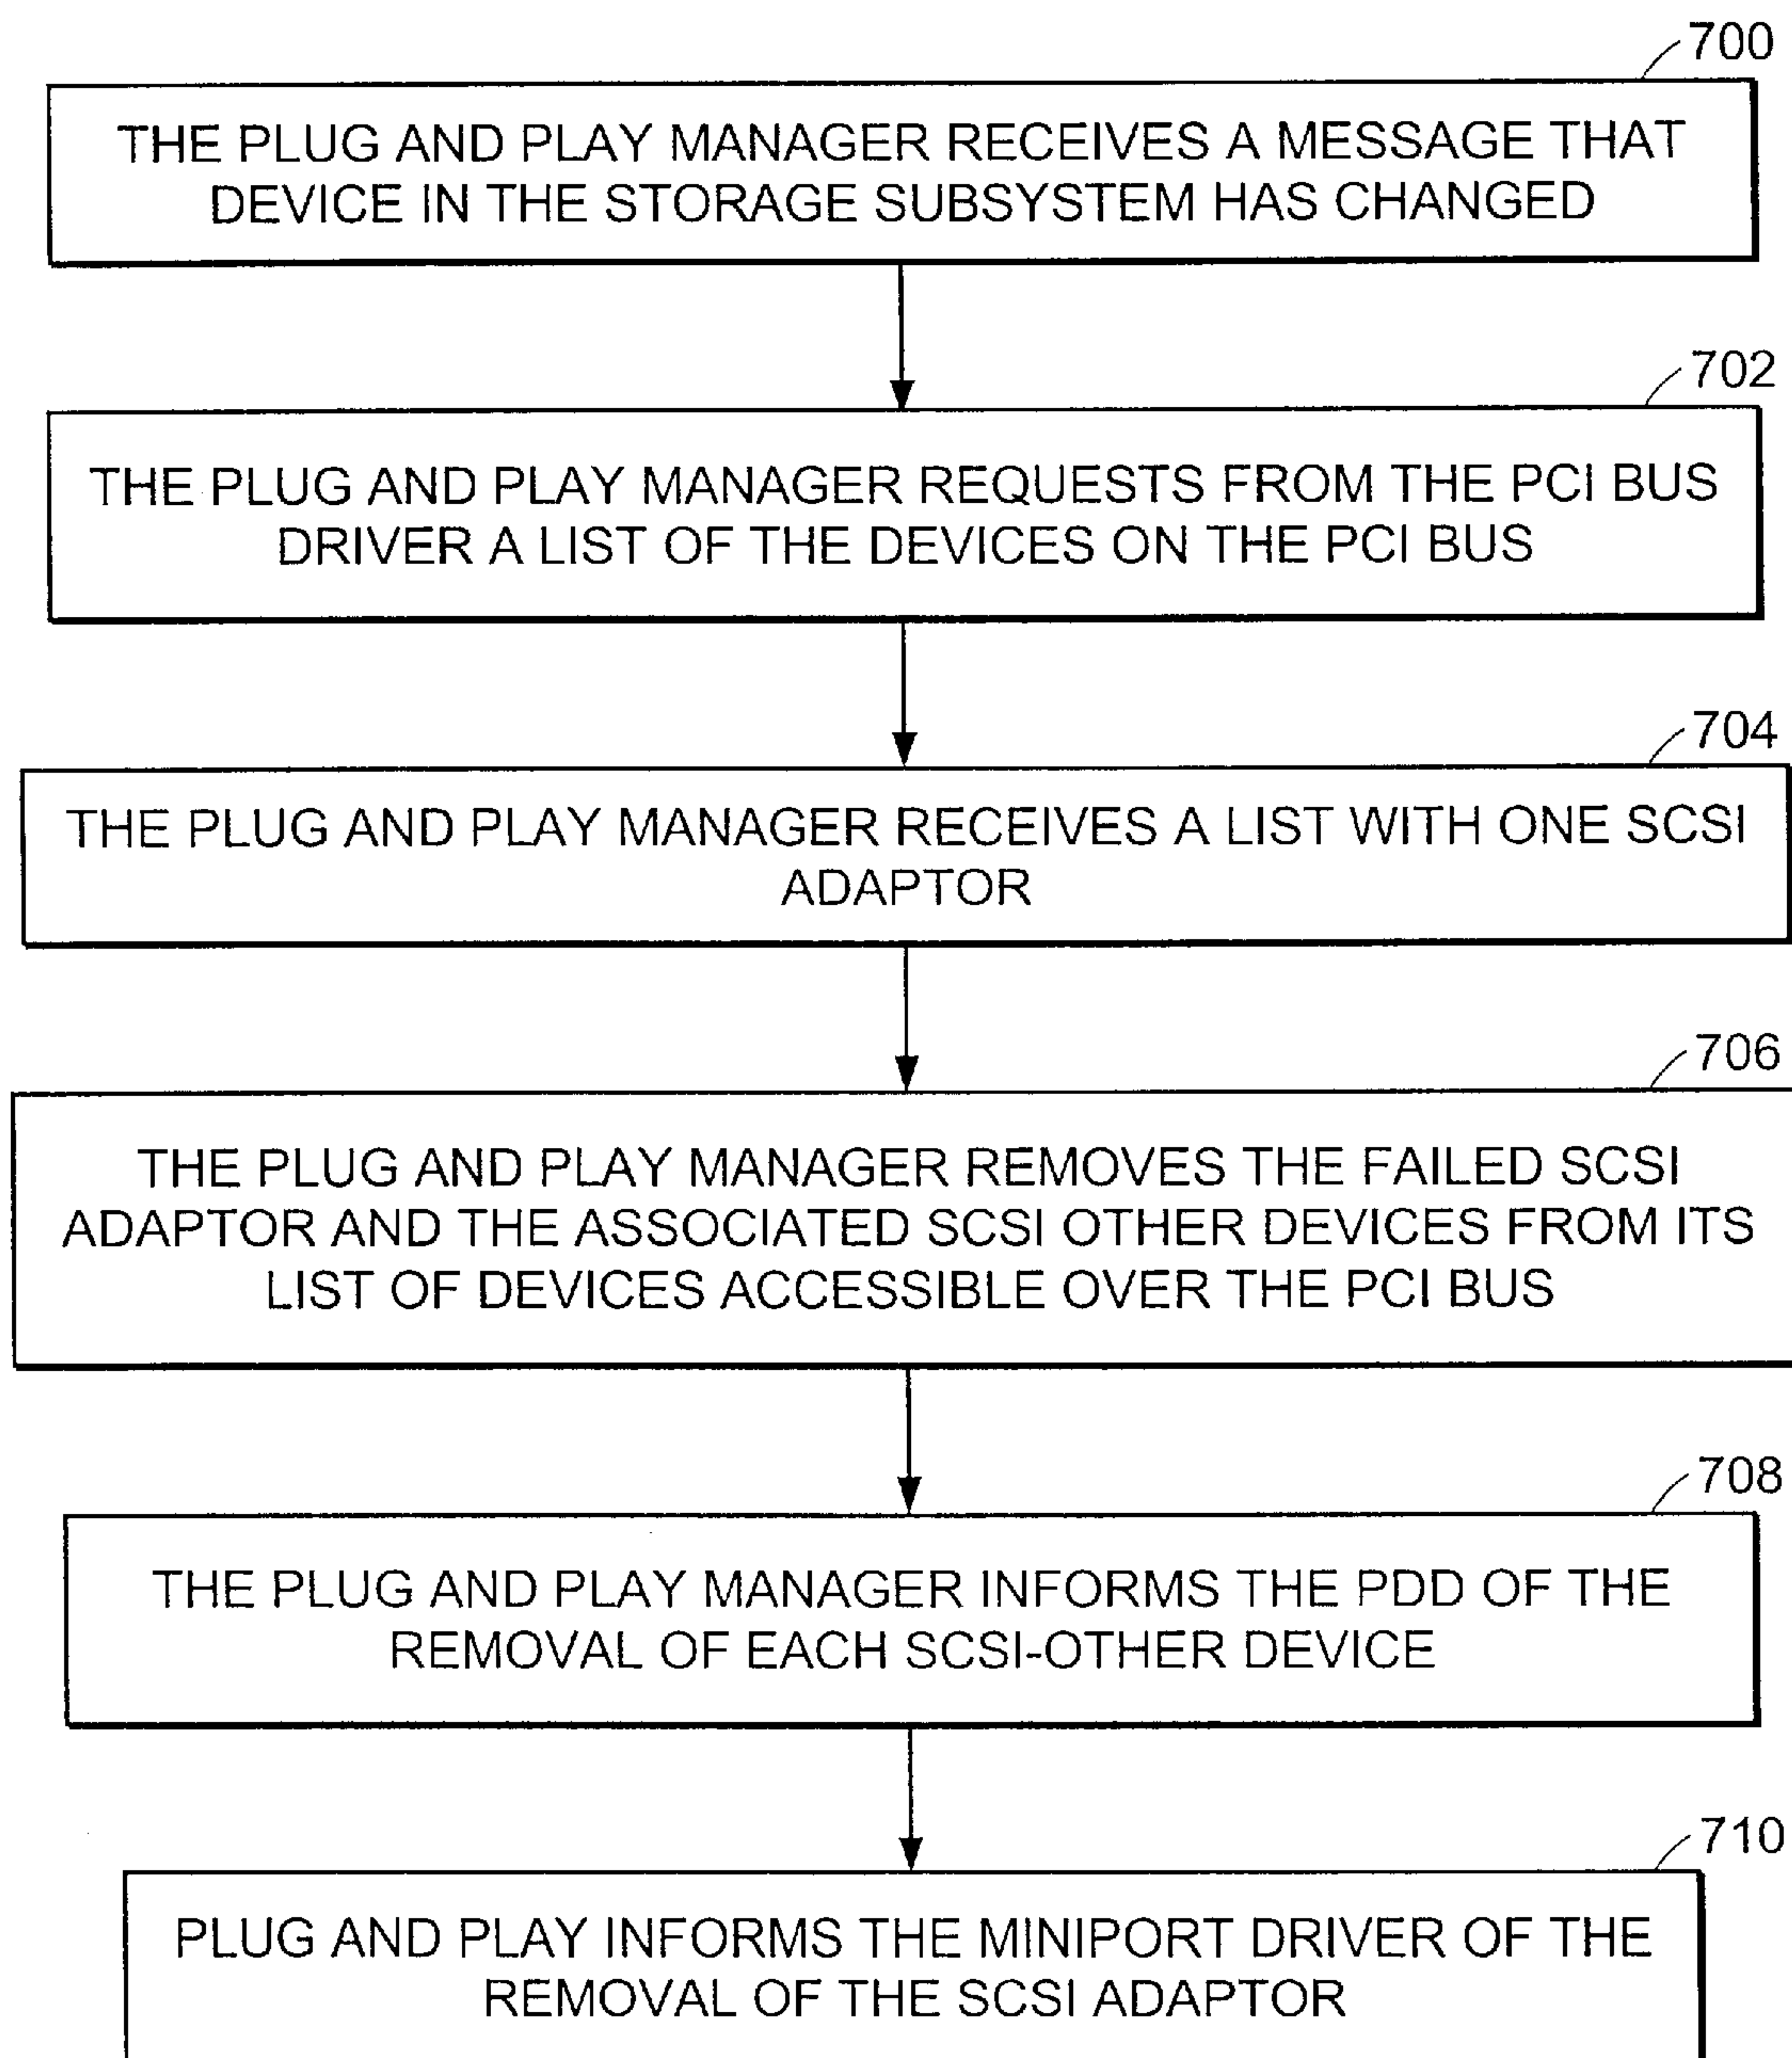 700
THE PLUG AND PLAY MANAGER RECEIVES A MESSAGE THAT
DEVICE IN THE STORAGE SUBSYSTEM HAS CHANGED
702
THE PLUG AND PLAY MANAGER REQUESTS FROM THE PCI BUS
DRIVER A LIST OF THE DEVICES ON THE PCI BUS
704
THE PLUG AND PLAY MANAGER RECEIVES A LIST WITH ONE SCSI
ADAPTOR
706
THE PLUG AND PLAY MANAGER REMOVES THE FAILED SCSI
ADAPTOR AND THE ASSOCIATED SCSI OTHER DEVICES FROM ITS
LIST OF DEVICES ACCESSIBLE OVER THE PCI BUS
708
THE PLUG AND PLAY MANAGER INFORMS THE PDD OF THE
REMOVAL OF EACH SCSI-OTHER DEVICE
710
PLUG AND PLAY INFORMS THE MINIPORT DRIVER OF THE
REMOVAL OF THE SCSI ADAPTOR